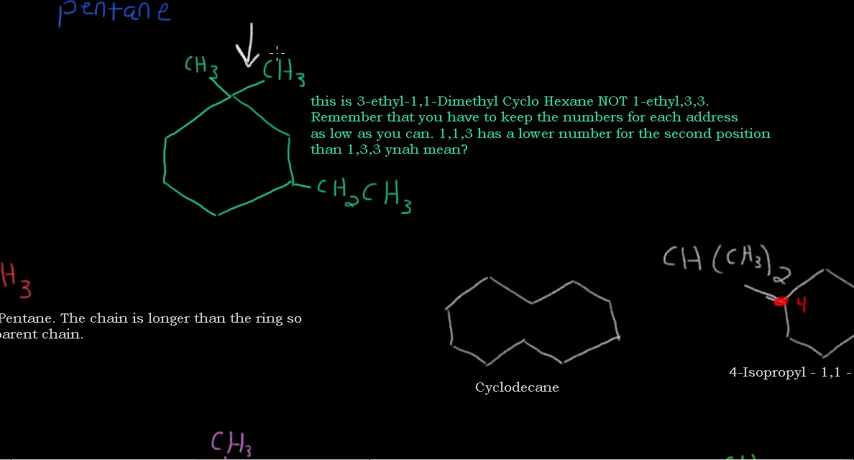 pentane
CH3 CH3
this is 3-ethyl-1,1-Dimethyl Cyclo Hexane NOT 1-ethyl,3,3.
Remember that you have to keep the numbers for each address
as low as you can. 1,1,3 has a lower number for the second position
than 1,3,3 ynah mean?
CH2CH3
CH(CH3)2
H3
4
Pentane. The chain is longer than the ring so
parent chain.
4-Isopropyl - 1,1 -
Cyclodecane
CH3